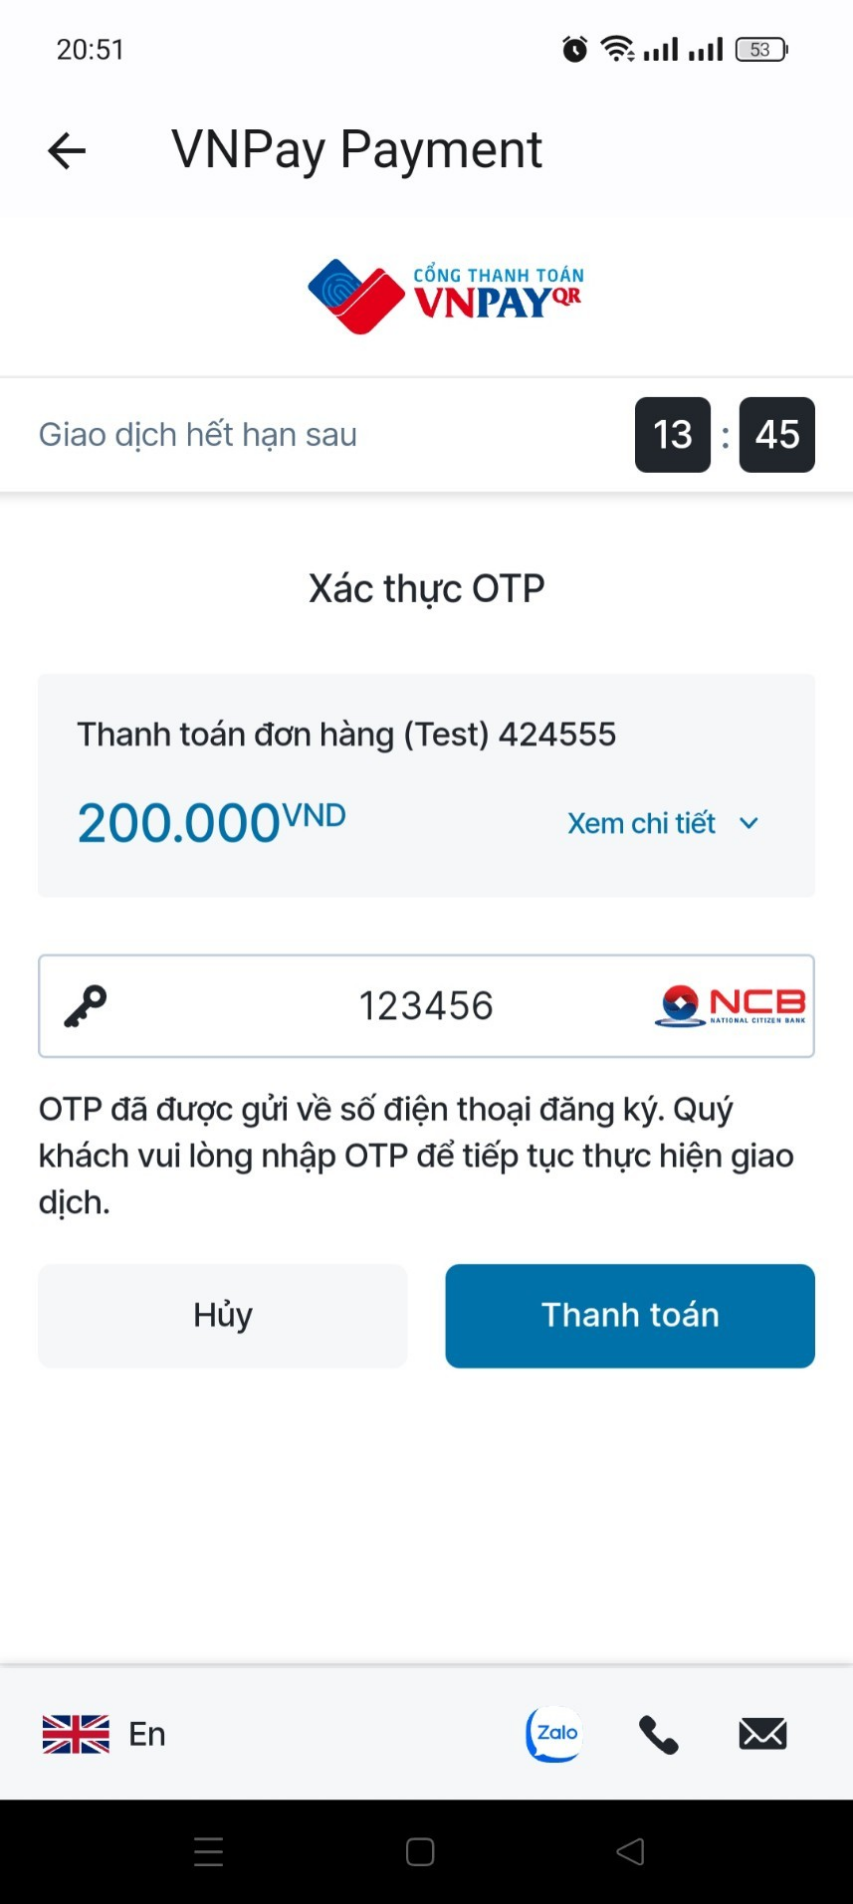 20:51
53
VNPay Payment
CỔNG THANH TOÁN
VNPAYQR
Giao dịch hết hạn sau
13 : 45
Xác thực OTP
Thanh toán đơn hàng (Test) 424555
200.000VND
Xem chi tiết
123456
NCB
NATIONAL CITIZEN BANK
OTP đã được gửi về số điện thoại đăng ký. Quý
khách vui lòng nhập OTP để tiếp tục thực hiện giao
dịch.
Hủy
Thanh toán
En
Zalo